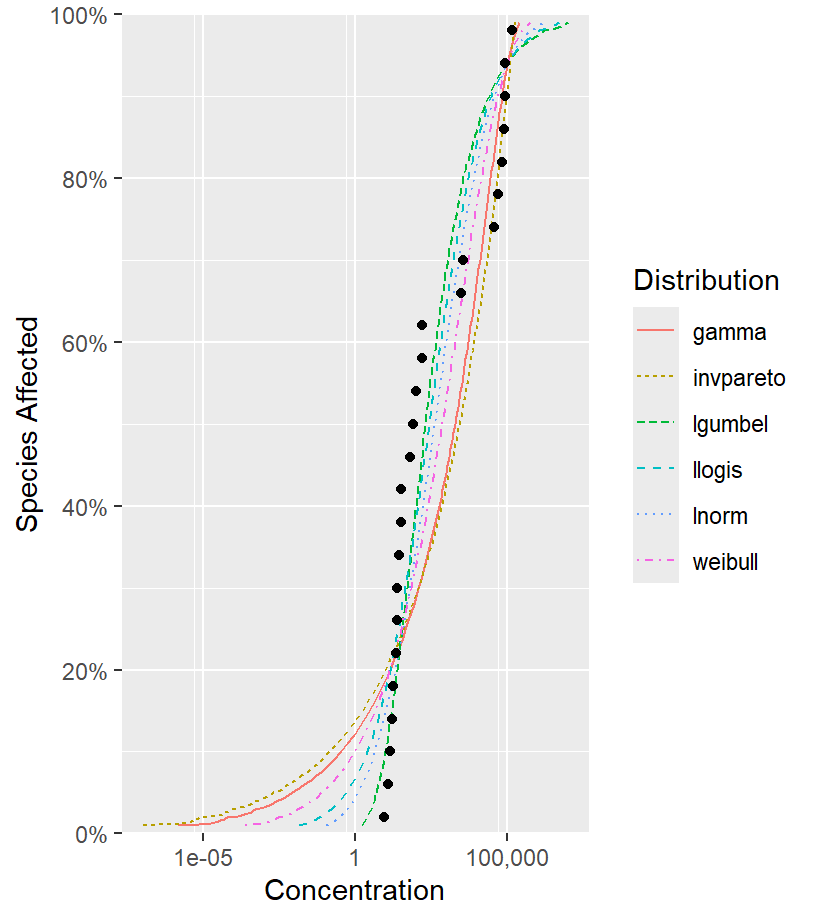 100%
80%
60%
40%
20%
0%
Species Affected
1e-05
1
100,000
Concentration
Distribution
gamma
invpareto
lgumbel
llogis
lnorm
weibull